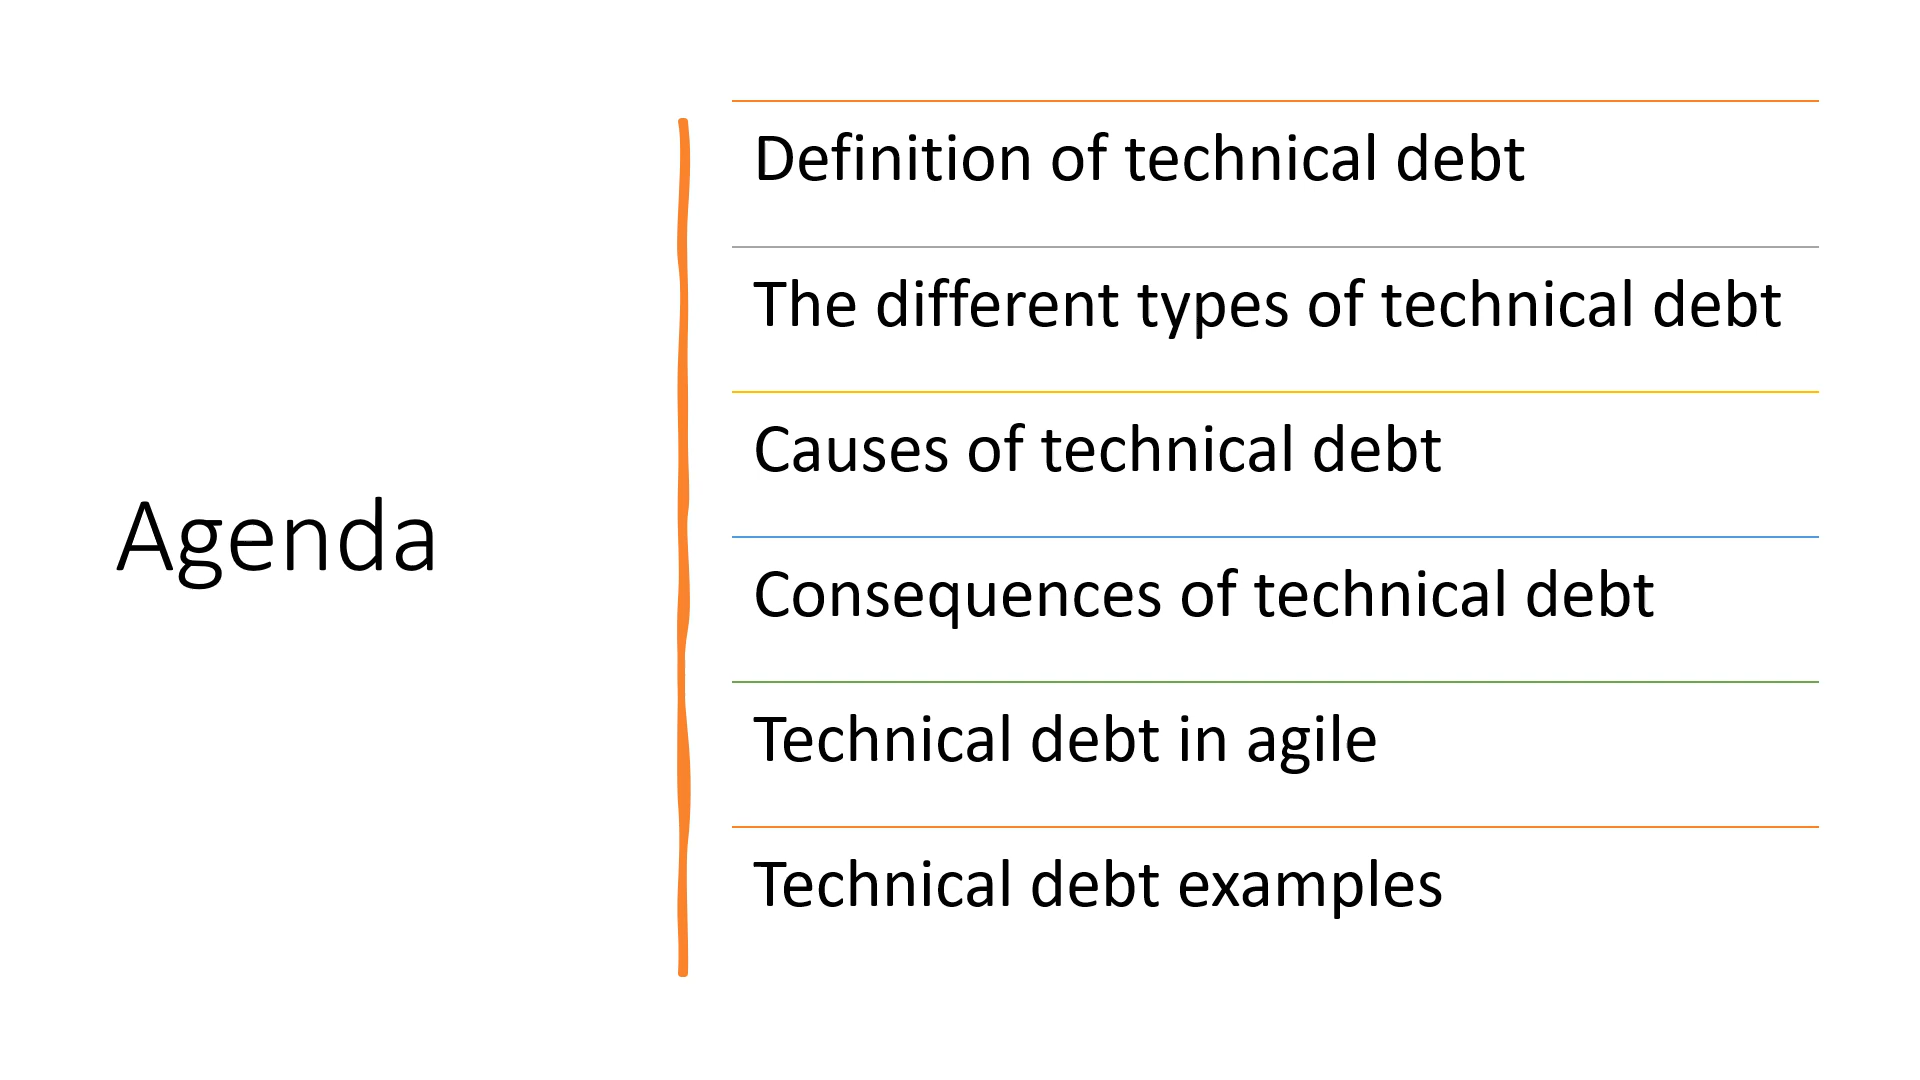 Agenda
Definition of technical debt
The different types of technical debt
Causes of technical debt
Consequences of technical debt
Technical debt in agile
Technical debt examples